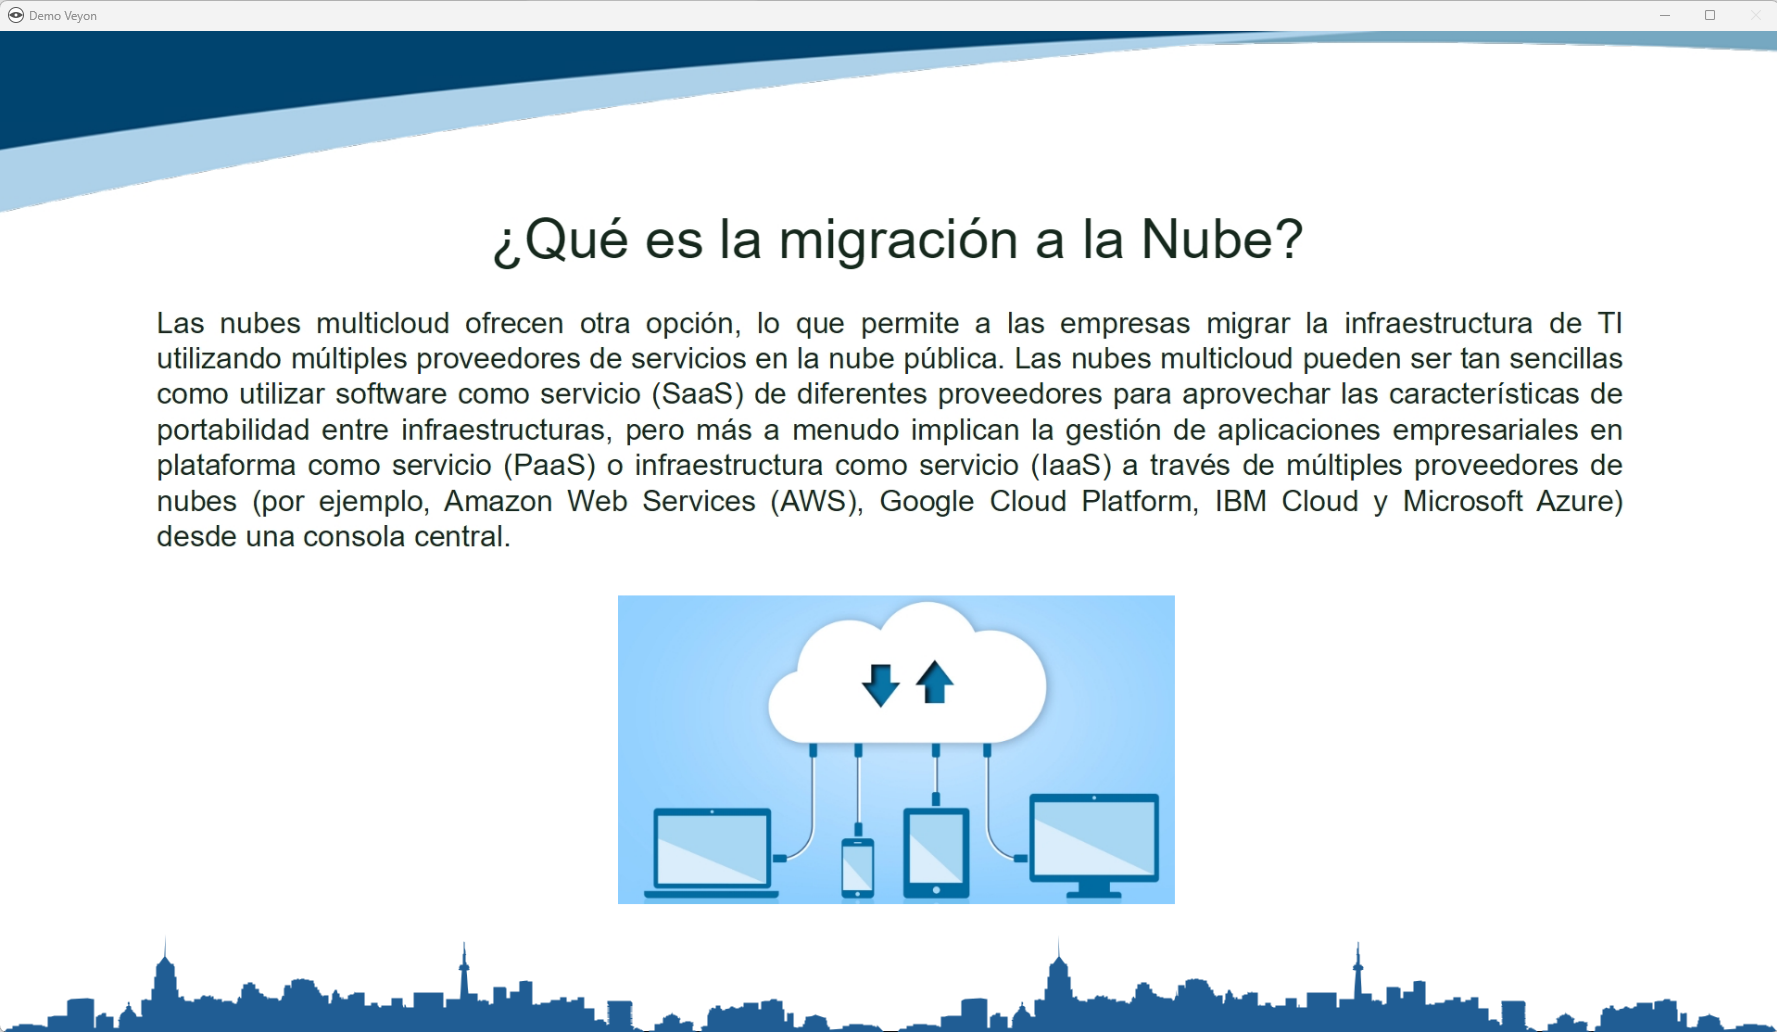 Demo Veyon
¿Qué es la migración a la Nube?
Las nubes multicloud ofrecen otra opción, lo que permite a las empresas migrar la infraestructura de TI
utilizando múltiples proveedores de servicios en la nube pública. Las nubes multicloud pueden ser tan sencillas
como utilizar software como servicio (SaaS) de diferentes proveedores para aprovechar las características de
portabilidad entre infraestructuras, pero más a menudo implican la gestión de aplicaciones empresariales en
plataforma como servicio (PaaS) o infraestructura como servicio (IaaS) a través de múltiples proveedores de
nubes (por ejemplo, Amazon Web Services (AWS), Google Cloud Platform, IBM Cloud y Microsoft Azure)
desde una consola central.